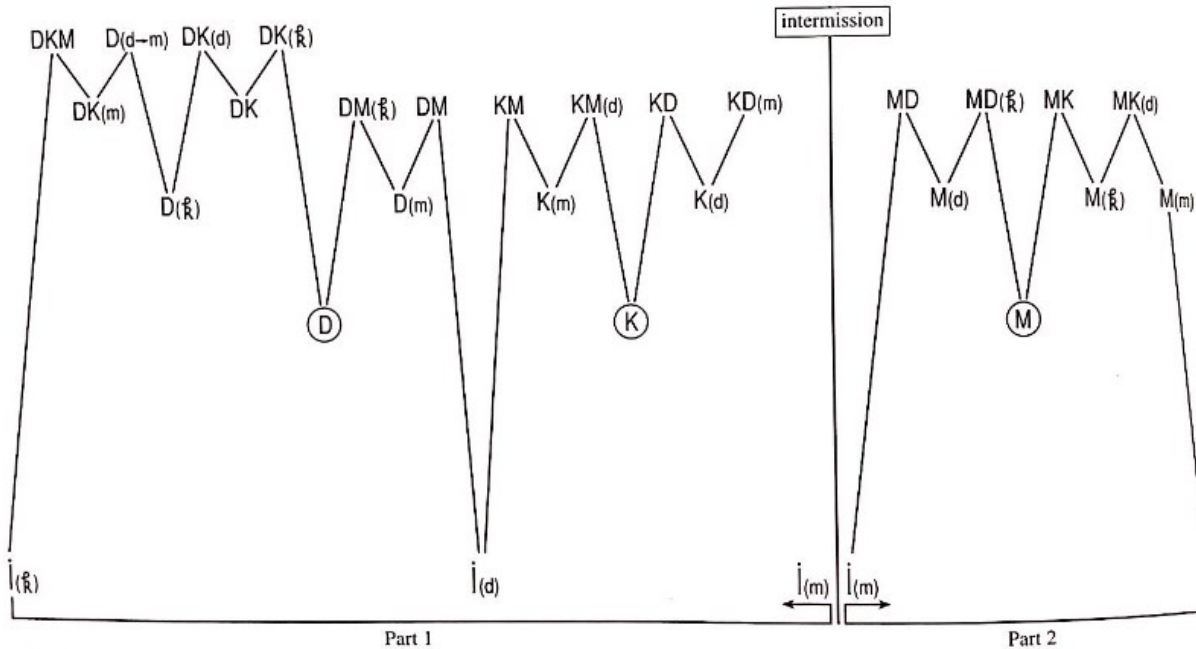 intermission
DKM D(d→m) DK(d) DK(k)
DK(m) DK
DM(k) DM KM KM(d) KD KD(m) MD MD(k) MK MK(d)
D(k) D(m) K(m) K(d) M(d) M(k) M(m)
D K M
i(k) i(d) i(m) i(m)
Part 1 Part 2